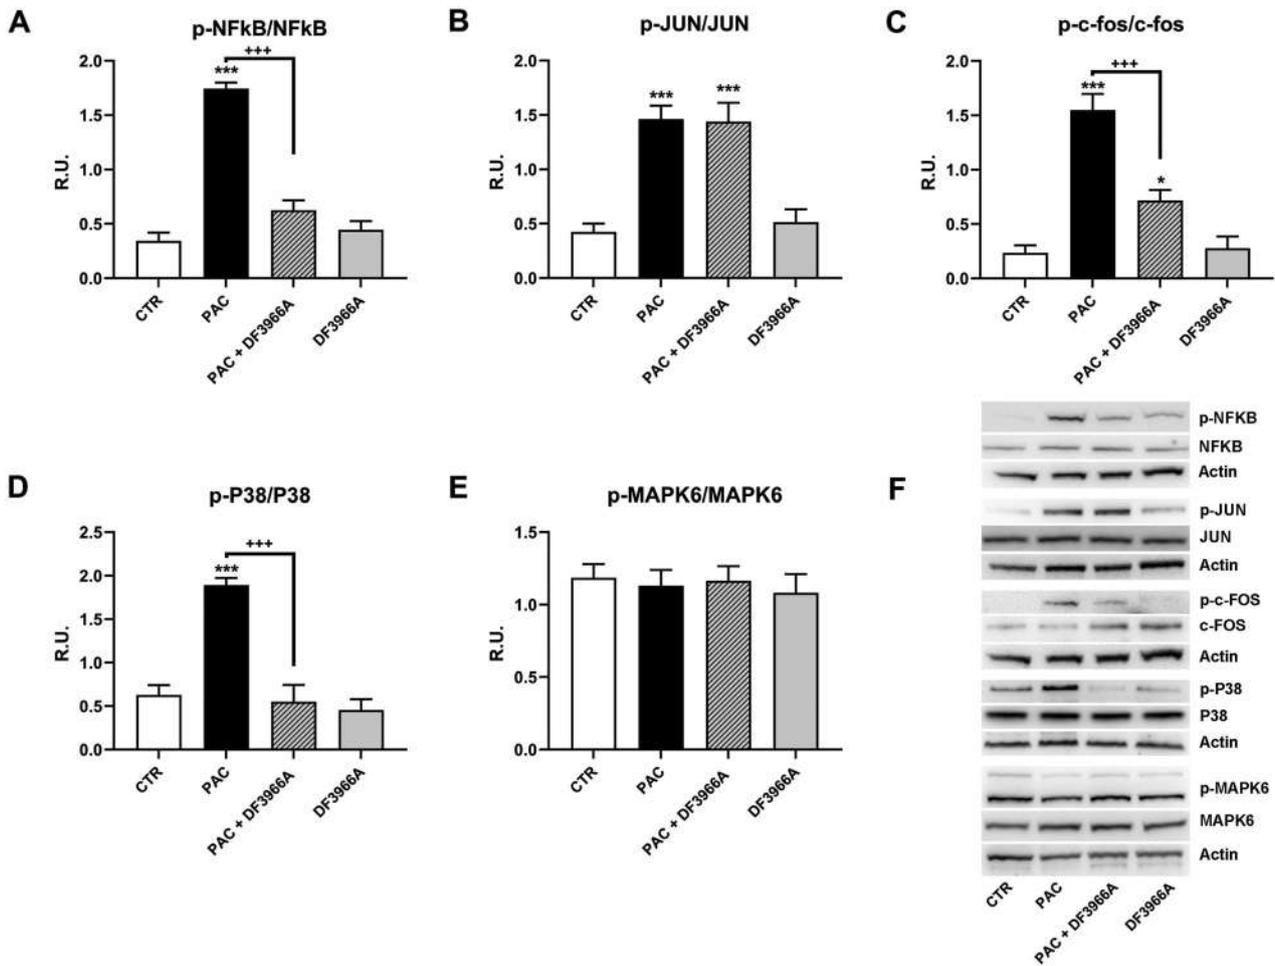 A
p-NFkB/NFkB
2.0
1.5
1.0
0.5
0.0
R.U.
***
+++
CTR
PAC
PAC + DF3966A
DF3966A
B
p-JUN/JUN
2.0
1.5
1.0
0.5
0.0
R.U.
***
***
CTR
PAC
PAC + DF3966A
DF3966A
C
p-c-fos/c-fos
2.0
1.5
1.0
0.5
0.0
R.U.
***
+++
*
CTR
PAC
PAC + DF3966A
DF3966A
D
p-P38/P38
2.5
2.0
1.5
1.0
0.5
0.0
R.U.
***
+++
CTR
PAC
PAC + DF3966A
DF3966A
E
p-MAPK6/MAPK6
1.5
1.0
0.5
0.0
R.U.
CTR
PAC
PAC + DF3966A
DF3966A
F
p-NFKB
NFKB
Actin
p-JUN
JUN
Actin
p-c-FOS
c-FOS
Actin
p-P38
P38
Actin
p-MAPK6
MAPK6
Actin
CTR
PAC
PAC + DF3966A
DF3966A